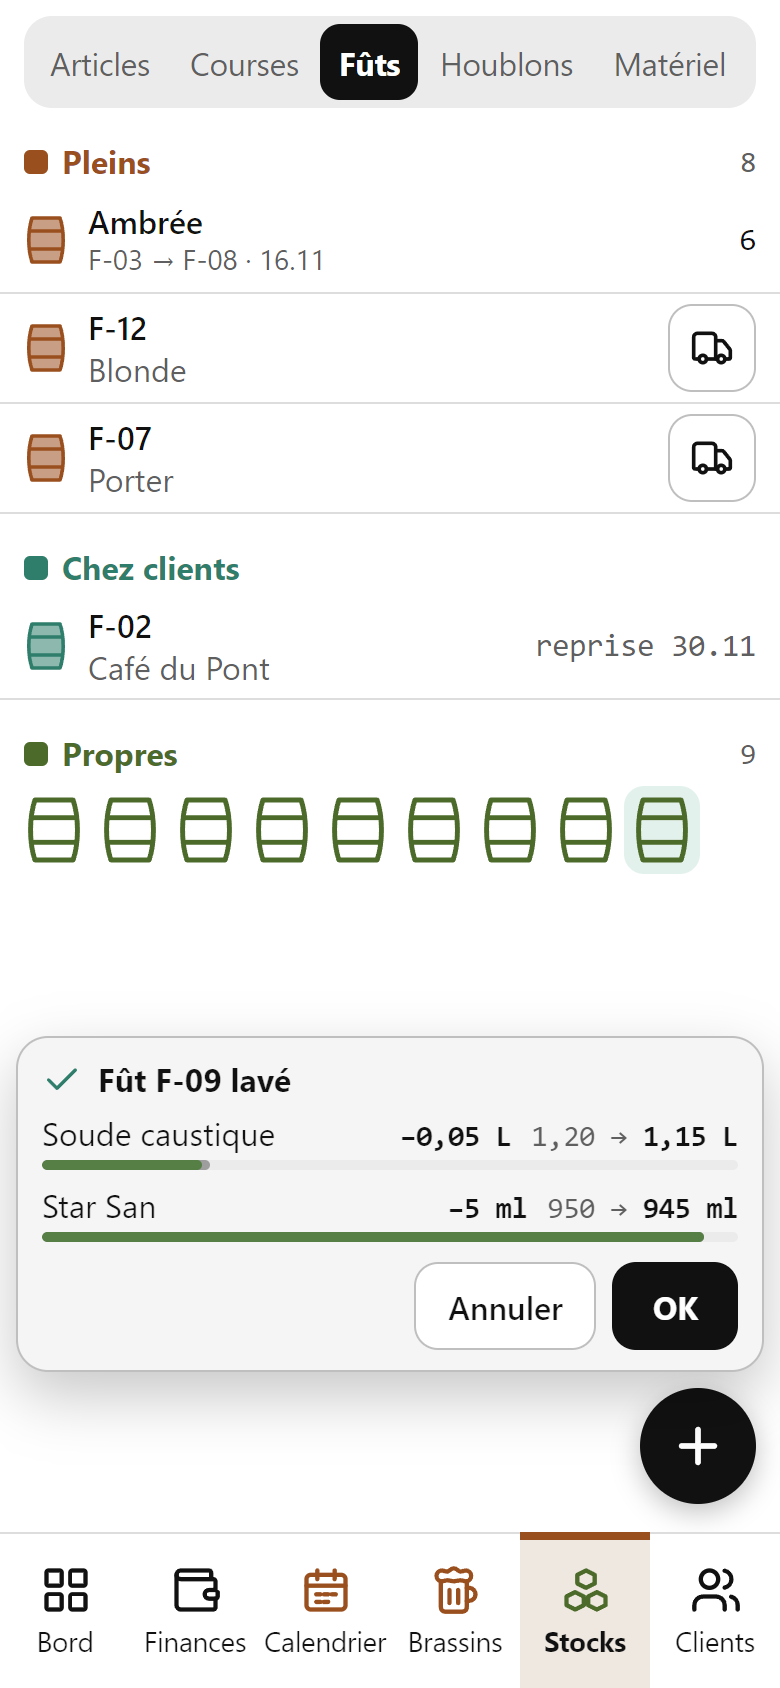 Articles Courses Fûts Houblons Matériel
Pleins 8
Ambrée
F-03 → F-08 · 16.11 6
F-12
Blonde
F-07
Porter
Chez clients
F-02
Café du Pont reprise 30.11
Propres 9
Fût F-09 lavé
Soude caustique −0,05 L 1,20 → 1,15 L
Star San −5 ml 950 → 945 ml
Annuler OK
Bord Finances Calendrier Brassins Stocks Clients